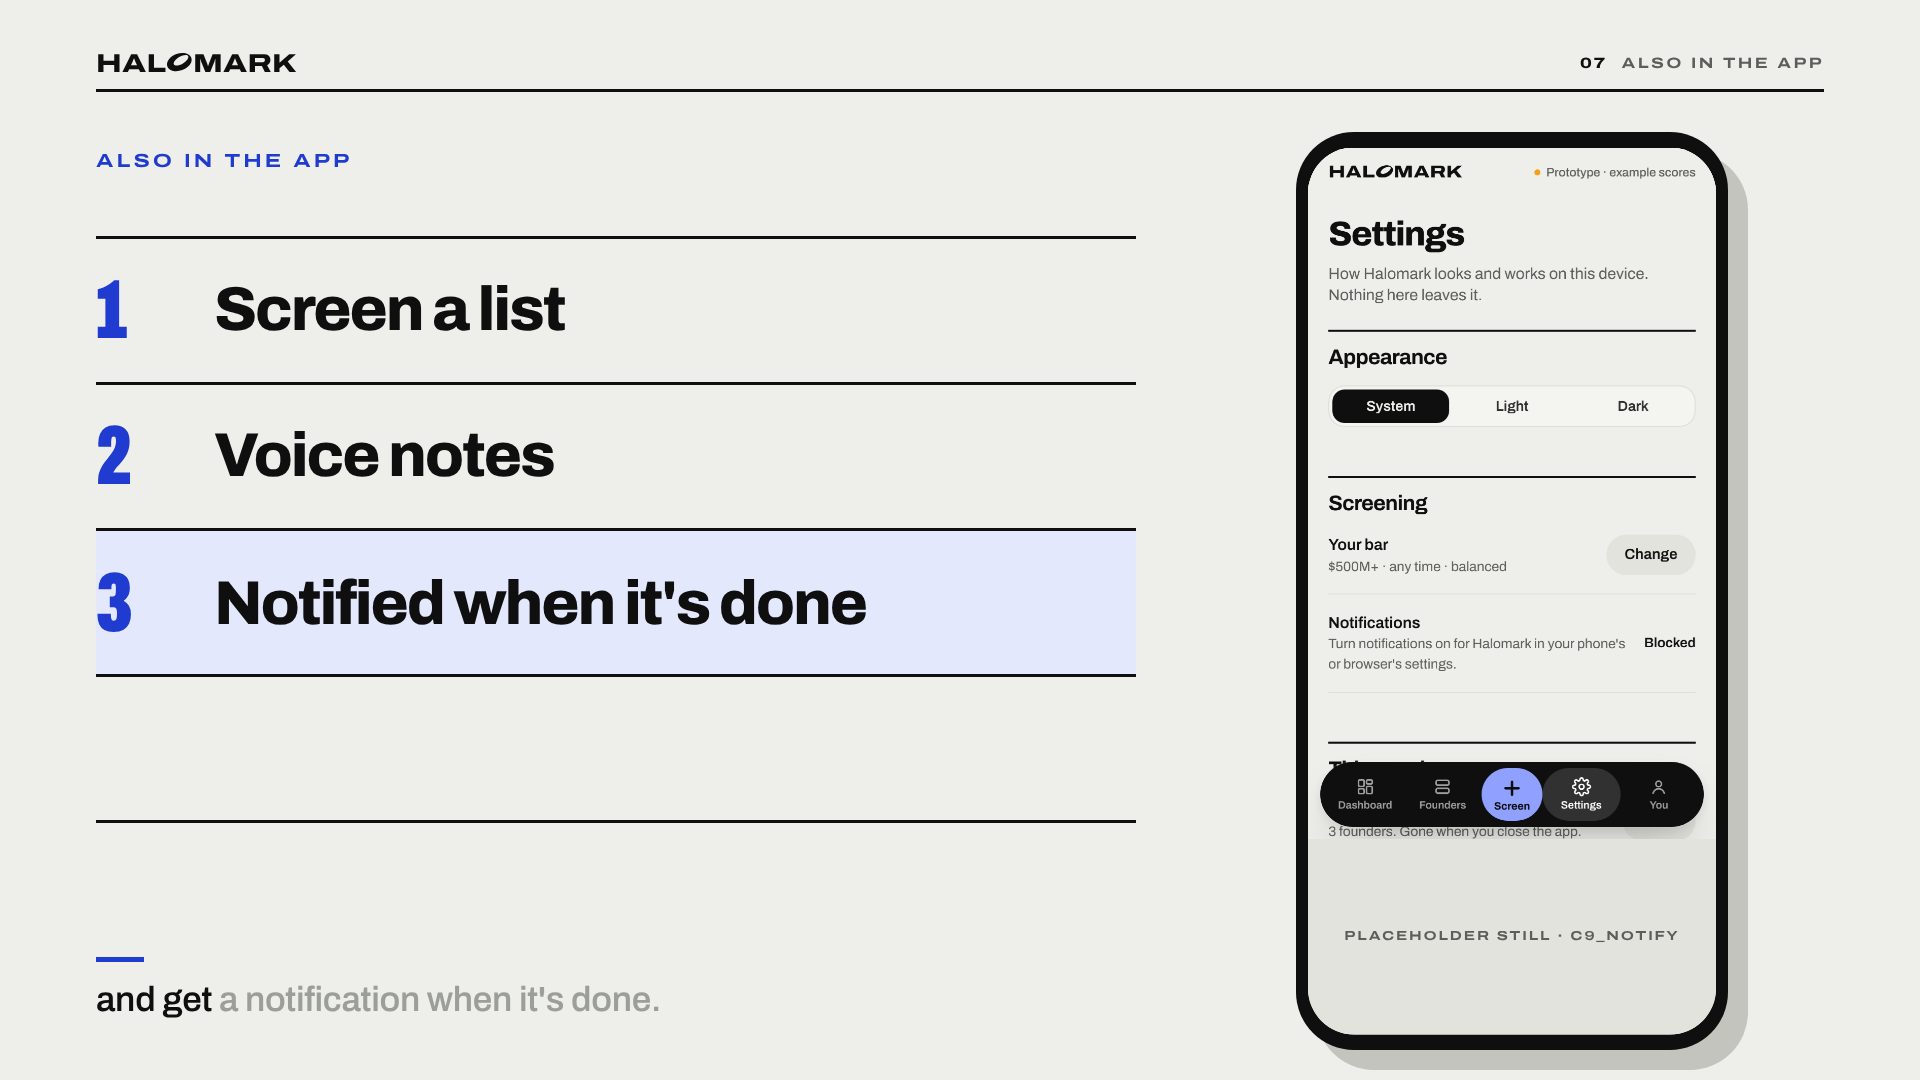 HALOMARK
07 ALSO IN THE APP
ALSO IN THE APP
1 Screen a list
2 Voice notes
3 Notified when it's done
and get a notification when it's done.
HALOMARK
Prototype · example scores
Settings
How Halomark looks and works on this device.
Nothing here leaves it.
Appearance
System Light Dark
Screening
Your bar
$500M+ · any time · balanced
Change
Notifications
Turn notifications on for Halomark in your phone's
or browser's settings.
Blocked
Dashboard Founders Screen Settings You
3 founders. Gone when you close the app.
PLACEHOLDER STILL · C9_NOTIFY